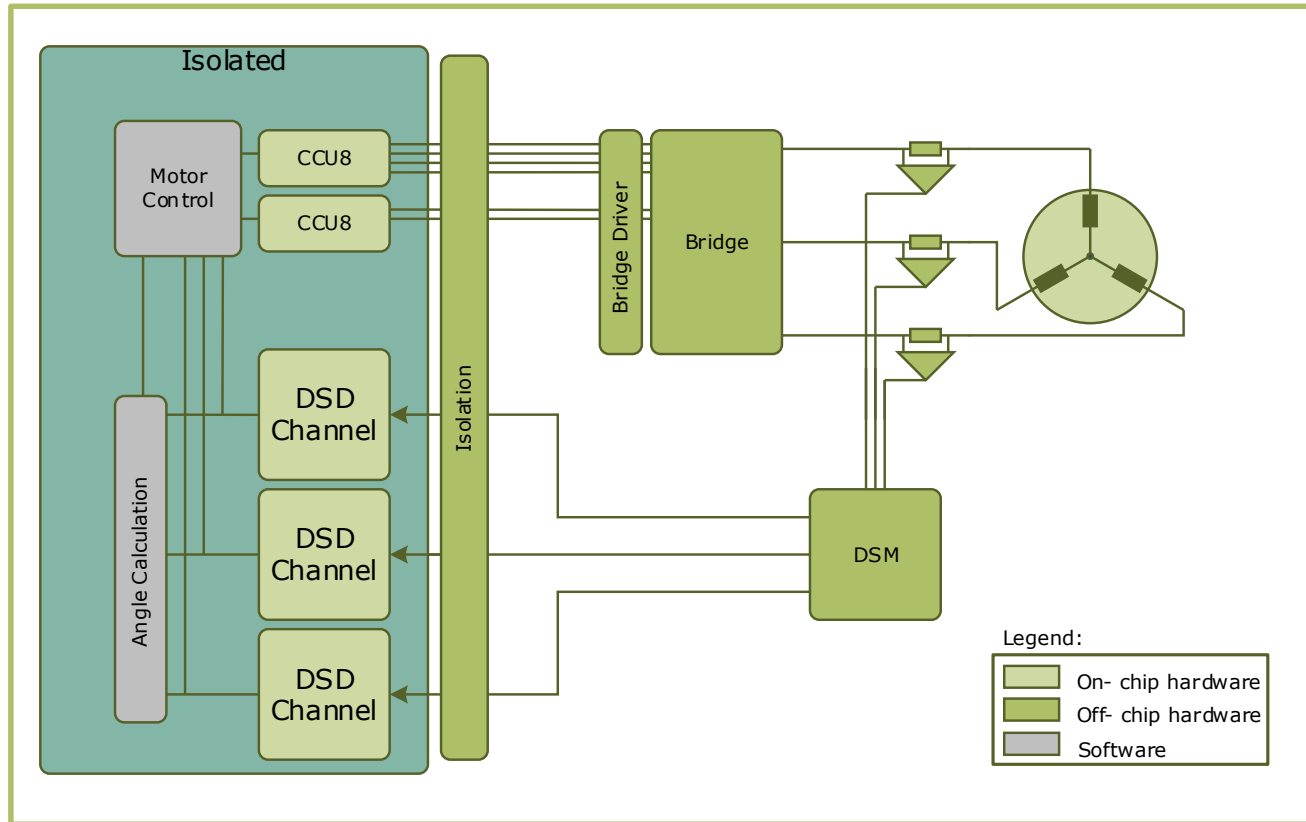 Isolated
Motor
Control
CCU8
CCU8
Isolation
Bridge Driver
Bridge
Angle Calculation
DSD
Channel
DSD
Channel
DSD
Channel
DSM
Legend:
On- chip hardware
Off- chip hardware
Software